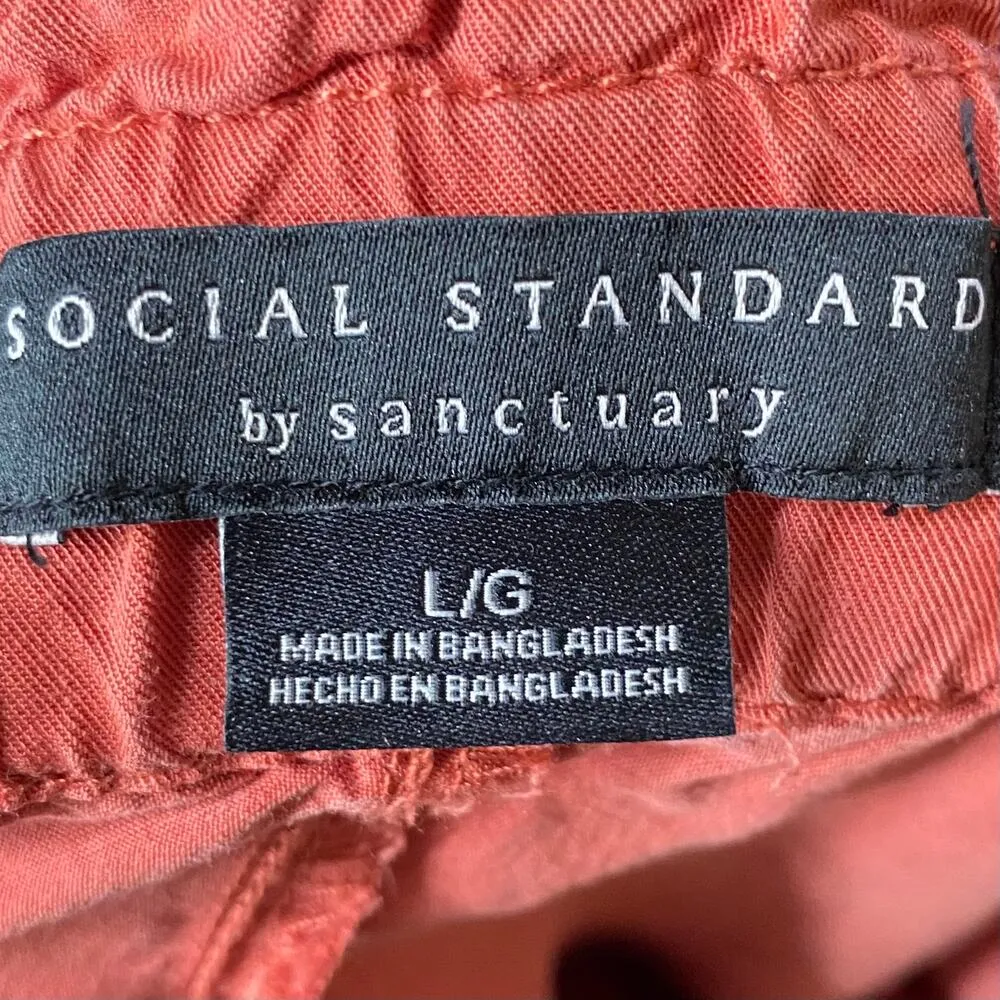 SOCIAL STANDARD
by sanctuary
L/G
MADE IN BANGLADESH
HECHO EN BANGLADESH